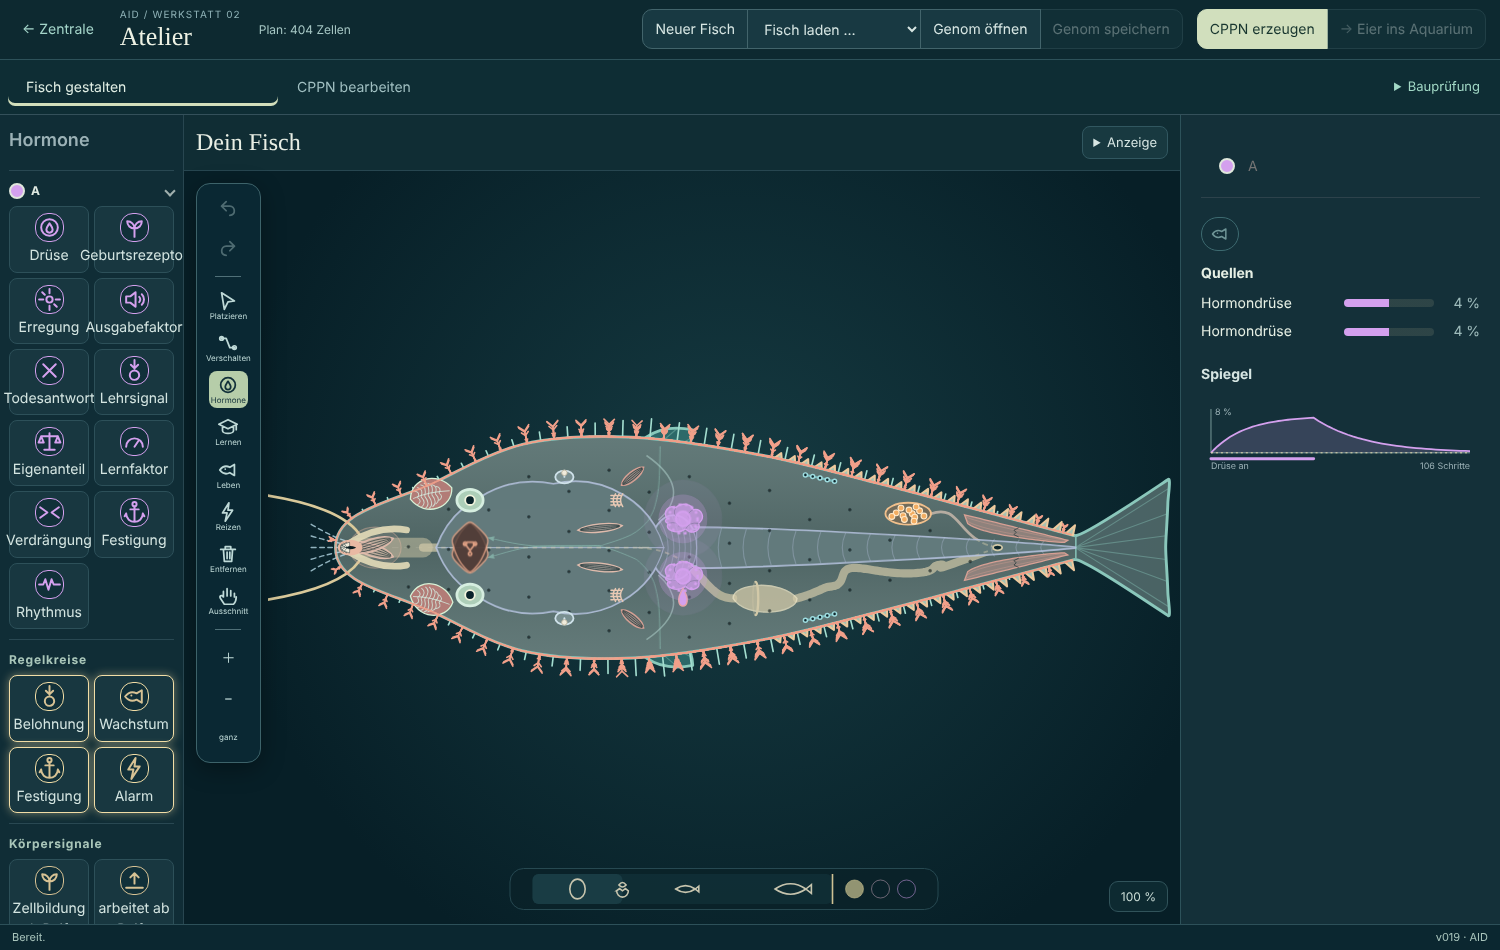 ← Zentrale
AID / WERKSTATT 02
Atelier
Plan: 404 Zellen
Neuer Fisch
Fisch laden ...
Genom öffnen
Genom speichern
CPPN erzeugen
→ Eier ins Aquarium
Fisch gestalten
CPPN bearbeiten
Bauprüfung
Hormone
A
Drüse
Geburtsrezepto
Erregung
Ausgabefaktor
Todesantwort
Lehrsignal
Eigenanteil
Lernfaktor
Verdrängung
Festigung
Rhythmus
Regelkreise
Belohnung
Wachstum
Festigung
Alarm
Körpersignale
Zellbildung
arbeitet ab
Dein Fisch
Anzeige
Platzieren
Verschalten
Hormone
Lernen
Leben
Reizen
Entfernen
Ausschnitt
+
-
ganz
100 %
A
Quellen
Hormondrüse 4 %
Hormondrüse 4 %
Spiegel
8 %
Drüse an
106 Schritte
Bereit.
v019 · AID